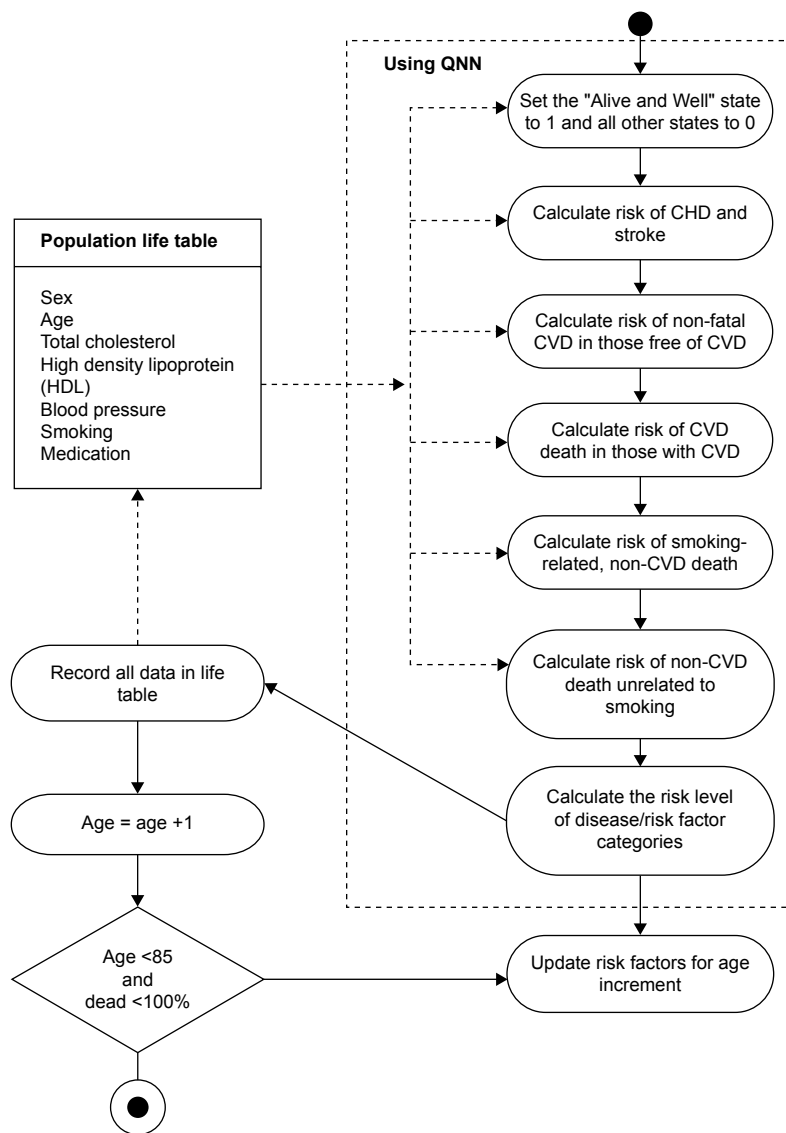 Using QNN
Set the "Alive and Well" state
to 1 and all other states to 0
Calculate risk of CHD and
stroke
Calculate risk of non-fatal
CVD in those free of CVD
Calculate risk of CVD
death in those with CVD
Calculate risk of smoking-
related, non-CVD death
Calculate risk of non-CVD
death unrelated to
smoking
Calculate the risk level
of disease/risk factor
categories
Update risk factors for age
increment
Population life table
Sex
Age
Total cholesterol
High density lipoprotein
(HDL)
Blood pressure
Smoking
Medication
Record all data in life
table
Age = age +1
Age <85
and
dead <100%